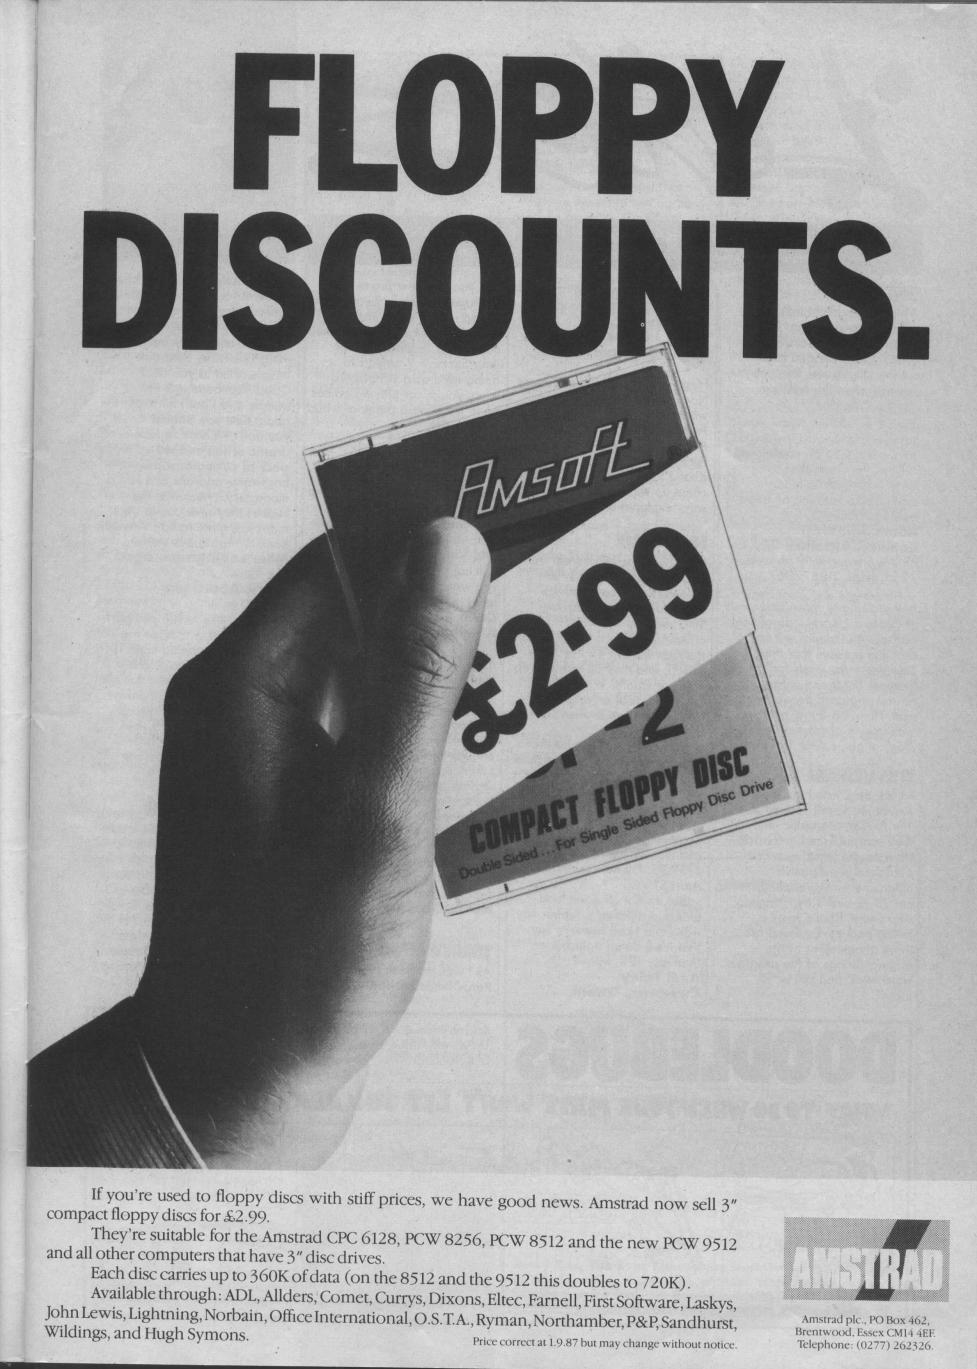 FLOPPY
DISCOUNTS.
AMSOFT
®
£2·99
-2
COMPACT FLOPPY DISC
Double Sided...For Single Sided Floppy Disc Drive
If you're used to floppy discs with stiff prices, we have good news. Amstrad now sell 3"
compact floppy discs for £2.99.
They're suitable for the Amstrad CPC 6128, PCW 8256, PCW 8512 and the new PCW 9512
and all other computers that have 3" disc drives.
Each disc carries up to 360K of data (on the 8512 and the 9512 this doubles to 720K).
Available through: ADL, Allders, Comet, Currys, Dixons, Eltec, Farnell, First Software, Laskys,
John Lewis, Lightning, Norbain, Office International, O.S.T.A., Ryman, Northamber, P&P, Sandhurst,
Wildings, and Hugh Symons.
Price correct at 1.9.87 but may change without notice.
AMSTRAD
Amstrad plc., PO Box 462,
Brentwood, Essex CM14 4EF.
Telephone: (0277) 262326.